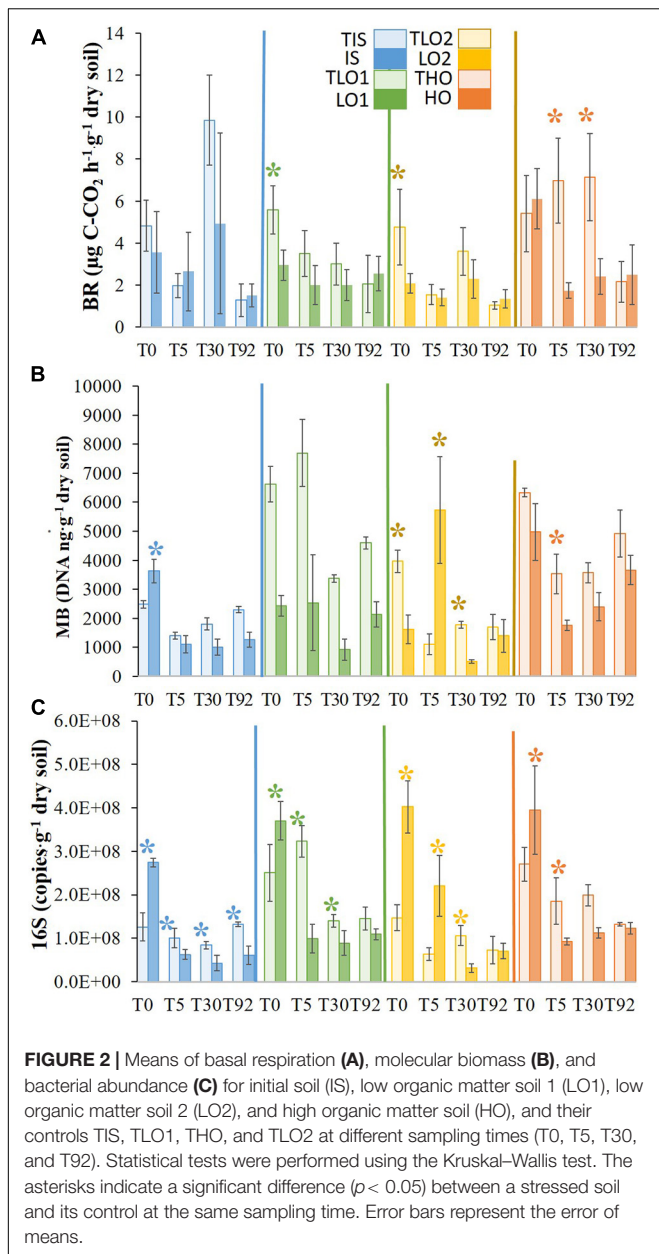 A
14
12
10
8
6
4
2
0
BR (µg C-CO2 h-1·g-1 dry soil)
TIS
IS
TLO1
LO1
TLO2
LO2
THO
HO
*
*
*
*
T0 T5 T30 T92 T0 T5 T30 T92 T0 T5 T30 T92 T0 T5 T30 T92
B
10000
9000
8000
7000
6000
5000
4000
3000
2000
1000
0
MB (DNA ng·g-1 dry soil)
*
*
*
*
*
T0 T5 T30 T92 T0 T5 T30 T92 T0 T5 T30 T92 T0 T5 T30 T92
C
6.0E+08
5.0E+08
4.0E+08
3.0E+08
2.0E+08
1.0E+08
0.0E+00
16S (copies·g-1 dry soil)
*
*
*
*
*
*
*
*
*
*
*
*
T0 T5 T30 T92 T0 T5 T30 T92 T0 T5 T30 T92 T0 T5 T30 T92
FIGURE 2 | Means of basal respiration (A), molecular biomass (B), and
bacterial abundance (C) for initial soil (IS), low organic matter soil 1 (LO1), low
organic matter soil 2 (LO2), and high organic matter soil (HO), and their
controls TIS, TLO1, THO, and TLO2 at different sampling times (T0, T5, T30,
and T92). Statistical tests were performed using the Kruskal–Wallis test. The
asterisks indicate a significant difference (p< 0.05) between a stressed soil
and its control at the same sampling time. Error bars represent the error of
means.